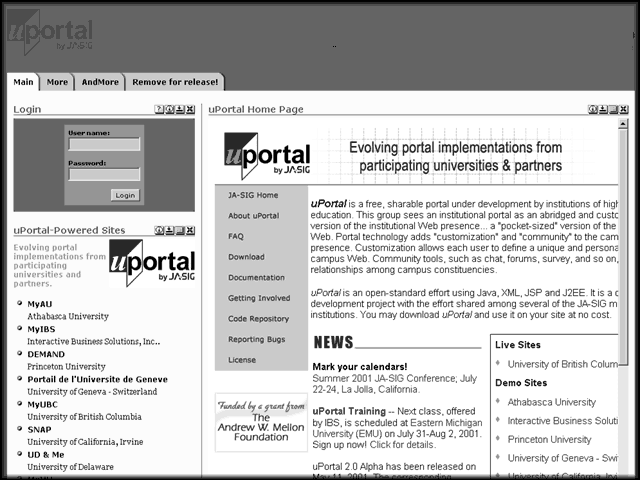 uportal
by JA-SIG
Main
More
AndMore
Remove for release!
Login
User name:
Password:
Login
uPortal-Powered Sites
Evolving portal
implementations from
participating
universities and
partners.
uportal
by JA-SIG
MyAU
Athabasca University
MyIBS
Interactive Business Solutions, Inc..
DEMAND
Princeton University
Portail de l'Universite de Geneve
University of Geneva - Switzerland
MyUBC
University of British Columbia
SNAP
University of California, Irvine
UD & Me
University of Delaware
uPortal Home Page
uportal
by JA-SIG
Evolving portal implementations from
participating universities & partners
JA-SIG Home
About uPortal
FAQ
Download
Documentation
Getting Involved
Code Repository
Reporting Bugs
License
Funded by a grant from
The
Andrew W. Mellon
Foundation
uPortal is a free, sharable portal under development by institutions of high
education. This group sees an institutional portal as an abridged and custo
version of the institutional Web presence... a "pocket-sized" version of the
Web. Portal technology adds "customization" and "community" to the cam
presence. Customization allows each user to define a unique and persona
campus Web. Community tools, such as chat, forums, survey, and so on,
relationships among campus constituencies.
uPortal is an open-standard effort using Java, XML, JSP and J2EE. It is a c
development project with the effort shared among several of the JA-SIG m
institutions. You may download uPortal and use it on your site at no cost.
NEWS
Mark your calendars!
Summer 2001 JA-SIG Conference; July
22-24, La Jolla, California.
uPortal Training -- Next class, offered
by IBS, is scheduled at Eastern Michigan
University (EMU) on July 31-Aug 2, 2001.
Sign up now! Click for details.
uPortal 2.0 Alpha has been released on
May 11, 2001. The corresponding
Live Sites
University of British Colum
Demo Sites
Athabasca University
Interactive Business Soluti
Princeton University
University of Geneva - Swi
University of California, Irvi